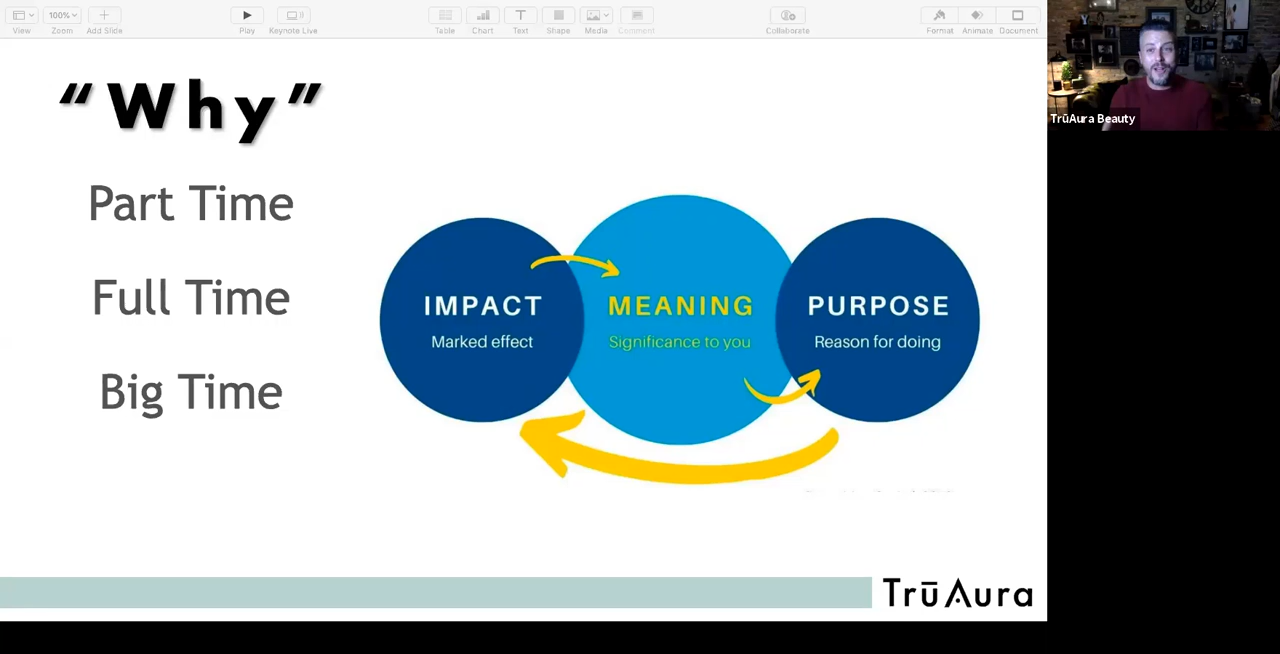 View
100%
Zoom
Add Slide
Play
Keynote Live
Table
Chart
Text
Shape
Media
Comment
Collaborate
Format
Animate
Document
TrūAura Beauty
“Why”
Part Time
Full Time
Big Time
IMPACT
Marked effect
MEANING
Significance to you
PURPOSE
Reason for doing
TrūAura